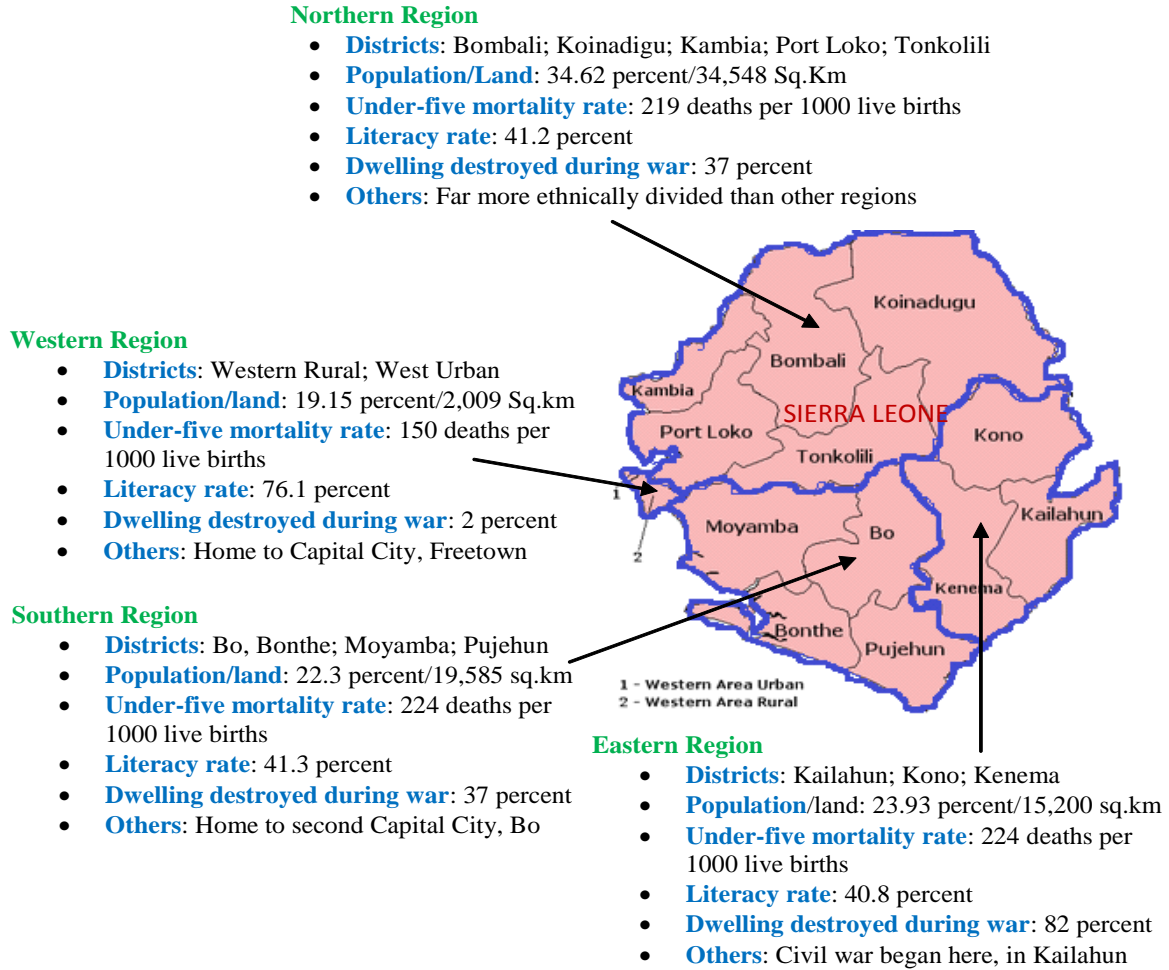 Northern Region
• Districts: Bombali; Koinadigu; Kambia; Port Loko; Tonkolili
• Population/Land: 34.62 percent/34,548 Sq.Km
• Under-five mortality rate: 219 deaths per 1000 live births
• Literacy rate: 41.2 percent
• Dwelling destroyed during war: 37 percent
• Others: Far more ethnically divided than other regions
Western Region
• Districts: Western Rural; West Urban
• Population/land: 19.15 percent/2,009 Sq.km
• Under-five mortality rate: 150 deaths per
1000 live births
• Literacy rate: 76.1 percent
• Dwelling destroyed during war: 2 percent
• Others: Home to Capital City, Freetown
Southern Region
• Districts: Bo, Bonthe; Moyamba; Pujehun
• Population/land: 22.3 percent/19,585 sq.km
• Under-five mortality rate: 224 deaths per
1000 live births
• Literacy rate: 41.3 percent
• Dwelling destroyed during war: 37 percent
• Others: Home to second Capital City, Bo
Koinadugu
Bombali
Kambia
SIERRA LEONE
Port Loko
Kono
Tonkolili
1
Kailahun
Moyamba
Bo
2
Kenema
Bonthe
Pujehun
1 - Western Area Urban
2 - Western Area Rural
Eastern Region
• Districts: Kailahun; Kono; Kenema
• Population/land: 23.93 percent/15,200 sq.km
• Under-five mortality rate: 224 deaths per
1000 live births
• Literacy rate: 40.8 percent
• Dwelling destroyed during war: 82 percent
• Others: Civil war began here, in Kailahun